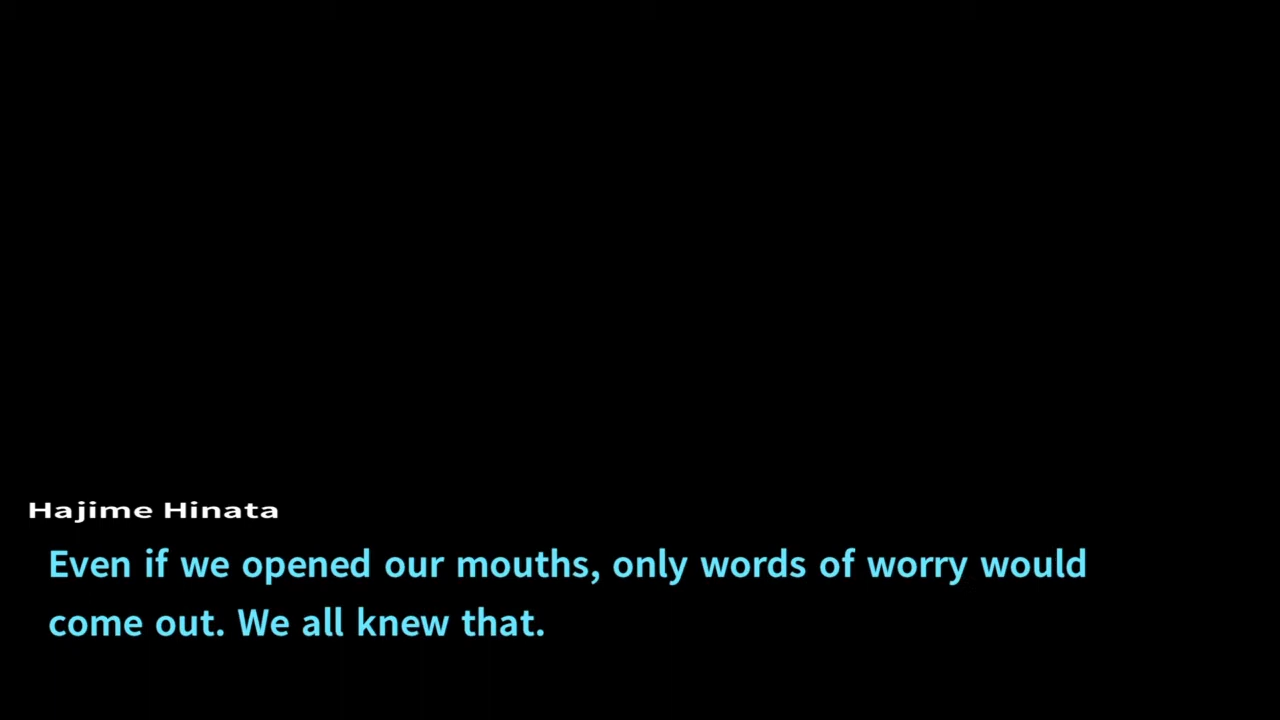 Hajime Hinata
Even if we opened our mouths, only words of worry would
come out. We all knew that.